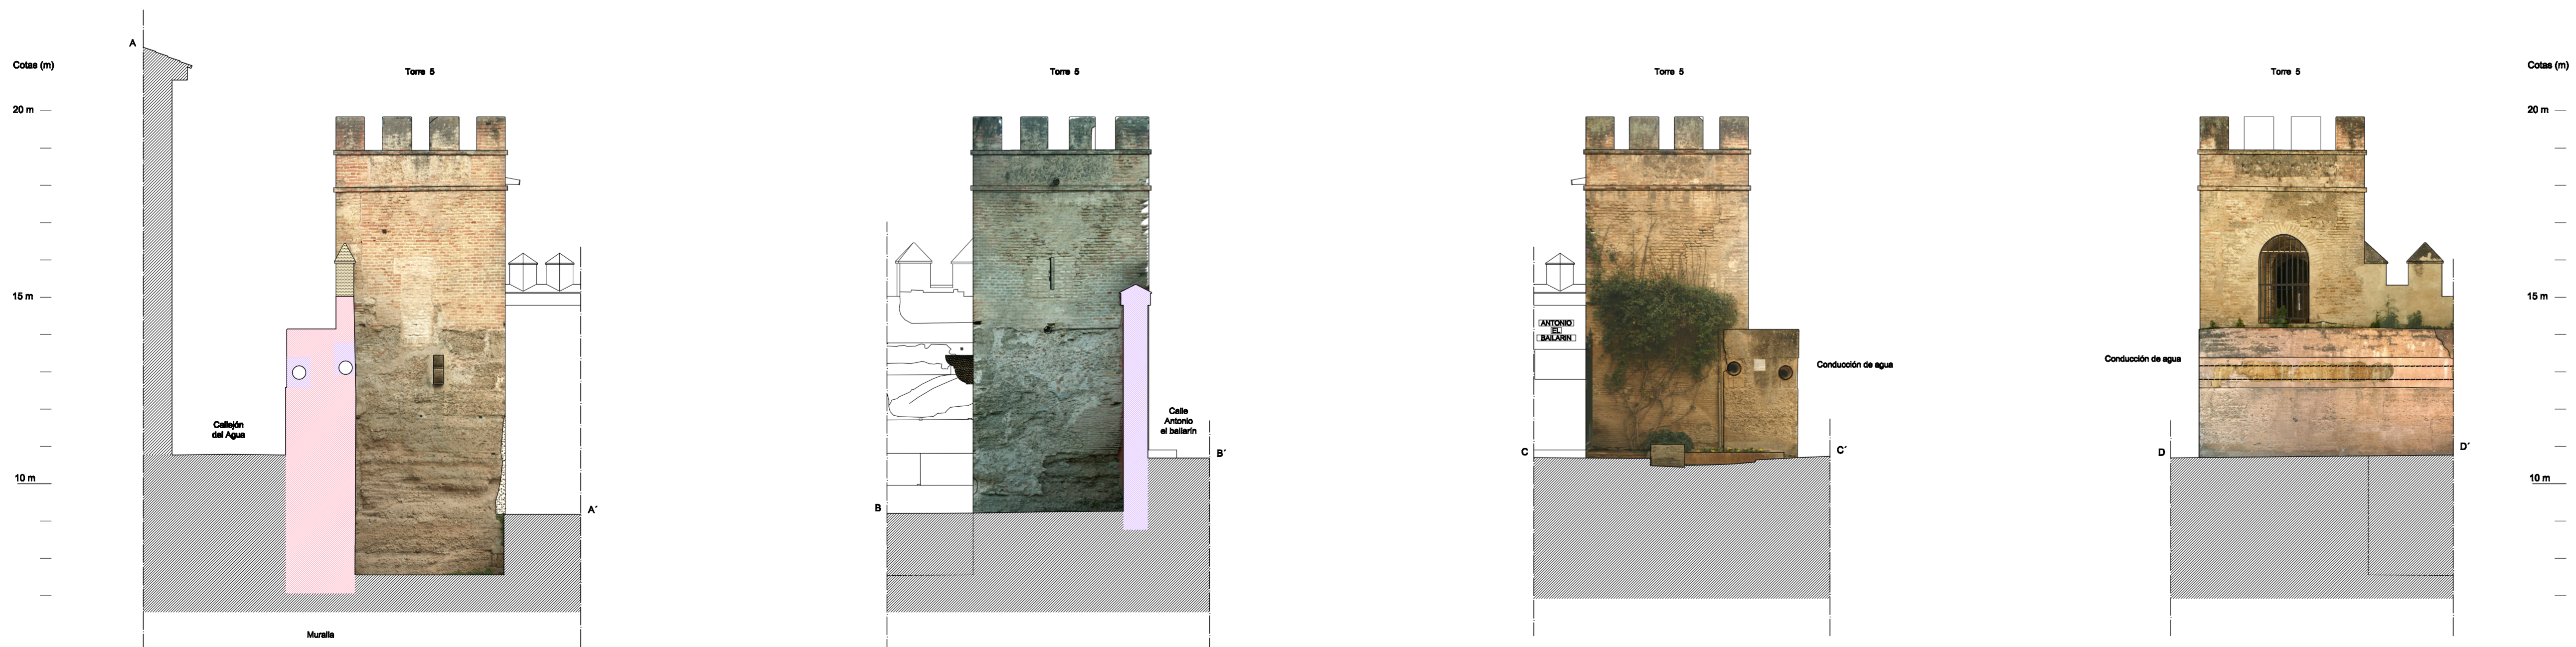 A
Cotas (m)
Torre 5
Torre 5
Torre 5
Torre 5
Cotas (m)
20 m
20 m
15 m
15 m
ANTONIO
EL
BAILARIN
Conducción de agua
Conducción de agua
Callejón
del Agua
Calle
Antonio
el bailarín
B´
C
C´
D
D´
10 m
10 m
A´
B
Muralla